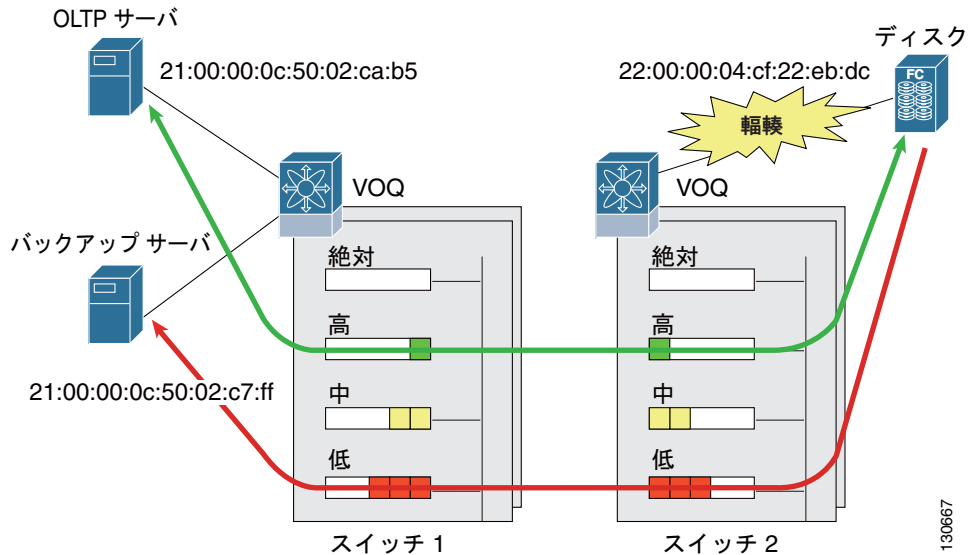 OLTP サーバ
ディスク
21:00:00:0c:50:02:ca:b5
22:00:00:04:cf:22:eb:dc
FC
輻輳
VOQ
VOQ
バックアップ サーバ
絶対
絶対
高
高
21:00:00:0c:50:02:c7:ff
中
中
低
低
スイッチ 1
スイッチ 2
130667